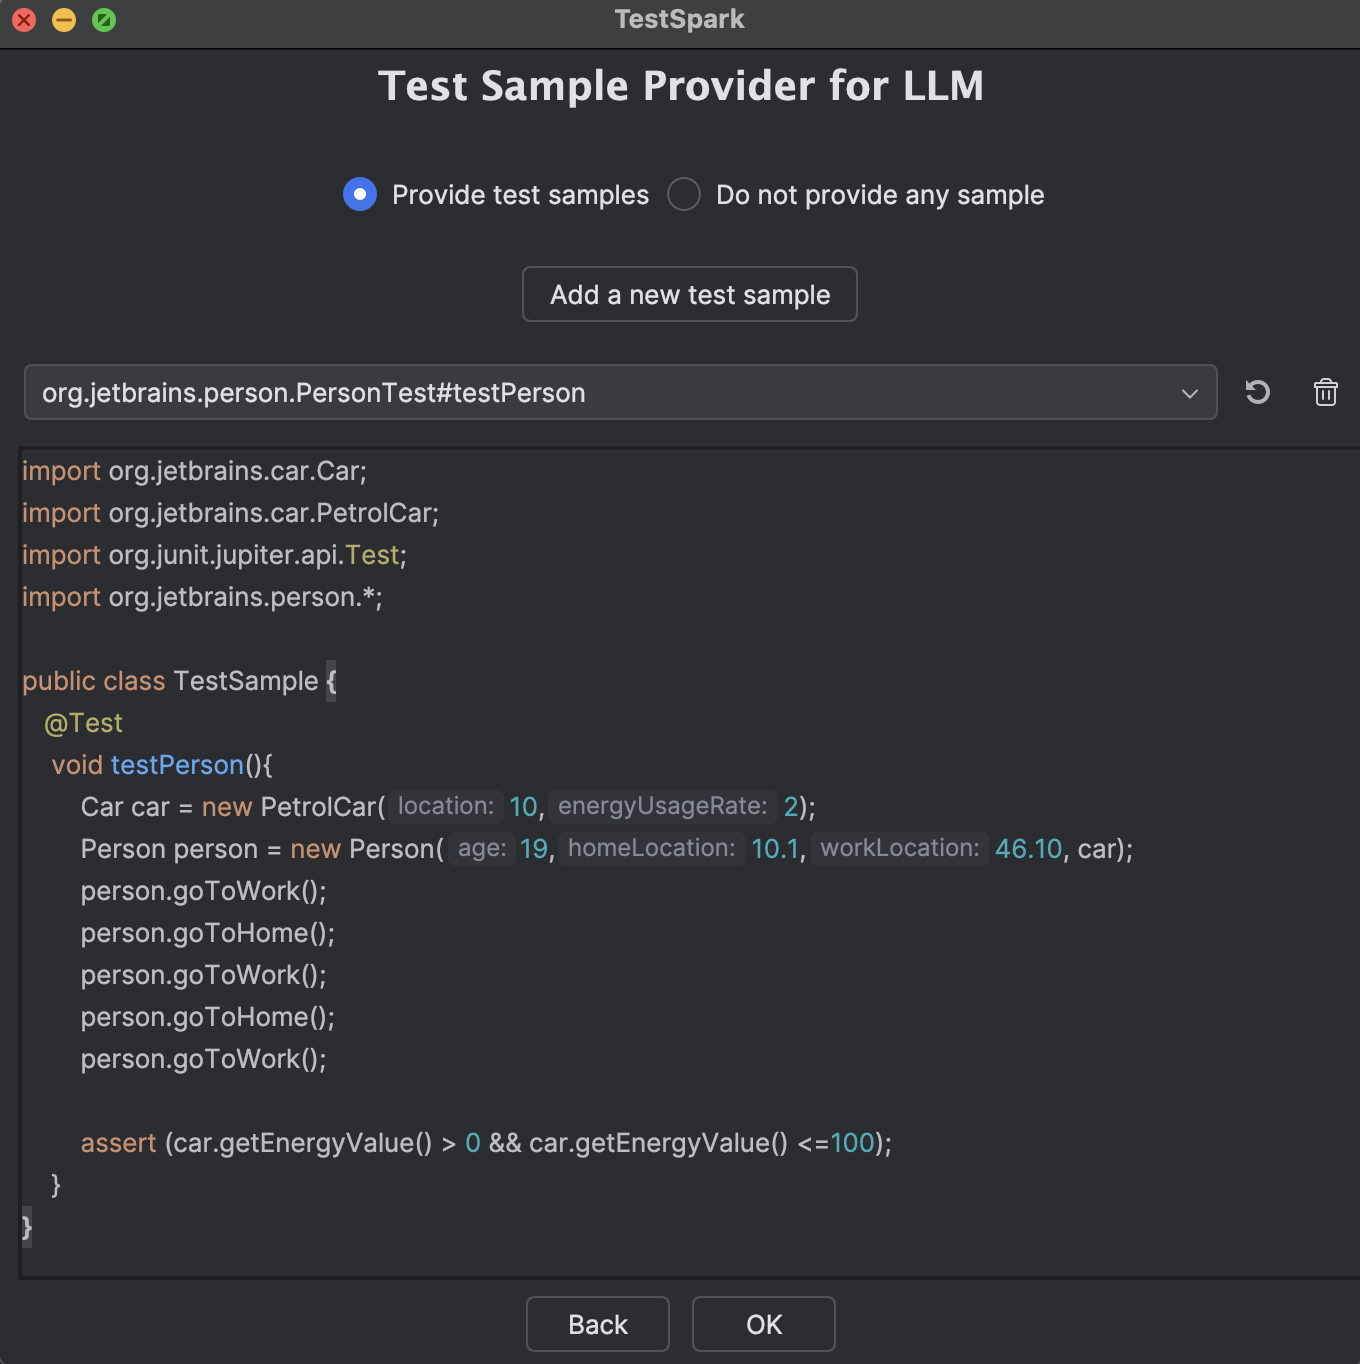 TestSpark
Test Sample Provider for LLM
Provide test samples Do not provide any sample
Add a new test sample
org.jetbrains.person.PersonTest#testPerson
import org.jetbrains.car.Car;
import org.jetbrains.car.PetrolCar;
import org.junit.jupiter.api.Test;
import org.jetbrains.person.*;
public class TestSample {
@Test
void testPerson(){
Car car = new PetrolCar( location: 10, energyUsageRate: 2);
Person person = new Person( age: 19, homeLocation: 10.1, workLocation: 46.10, car);
person.goToWork();
person.goToHome();
person.goToWork();
person.goToHome();
person.goToWork();
assert (car.getEnergyValue() > 0 && car.getEnergyValue() <=100);
}
}
Back OK